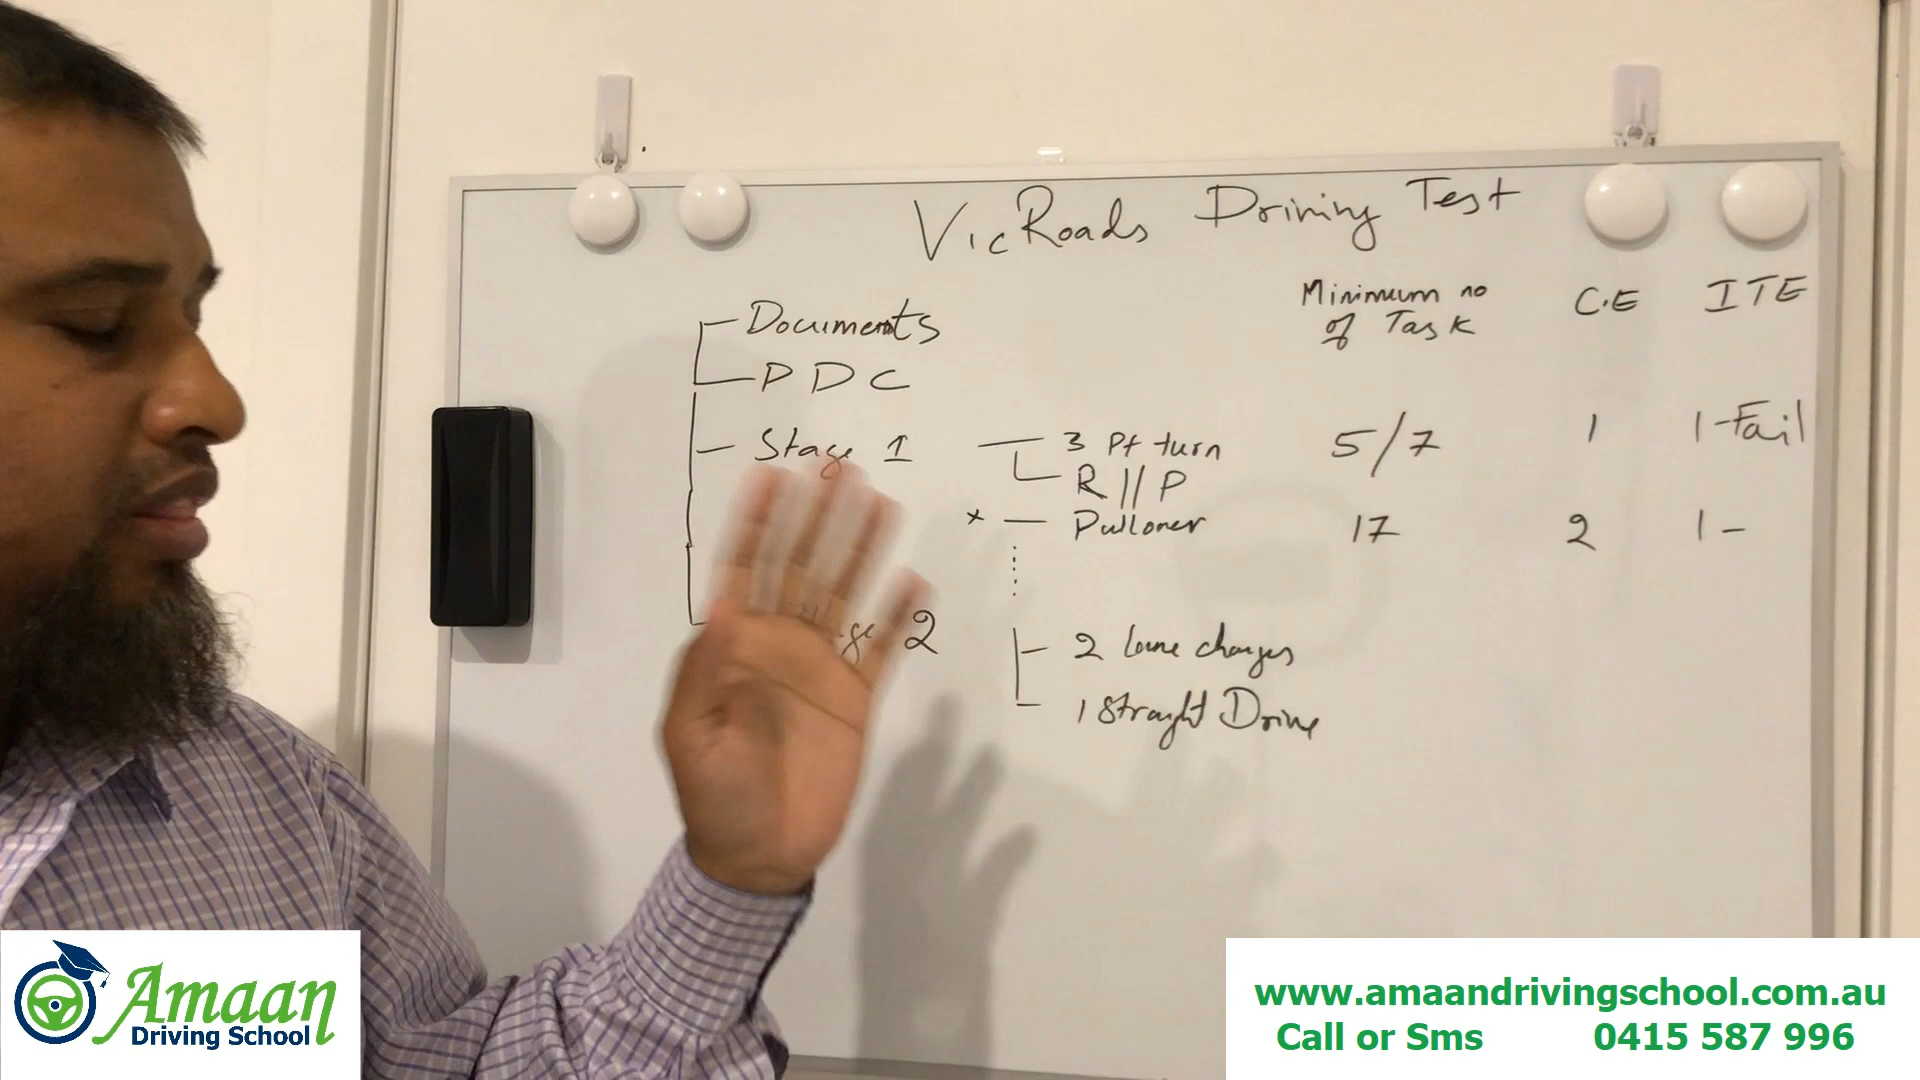 VicRoads Driving Test
Minimum no of Task
C.E
ITE
Documents
PDC
Stage 1
3 Pt turn
5/7
1
1-Fail
R || P
* Pullover
17
2
1 -
2
2 lane changes
1 Straght Drive
Amaan
Driving School
www.amaandrivingschool.com.au
Call or Sms 0415 587 996